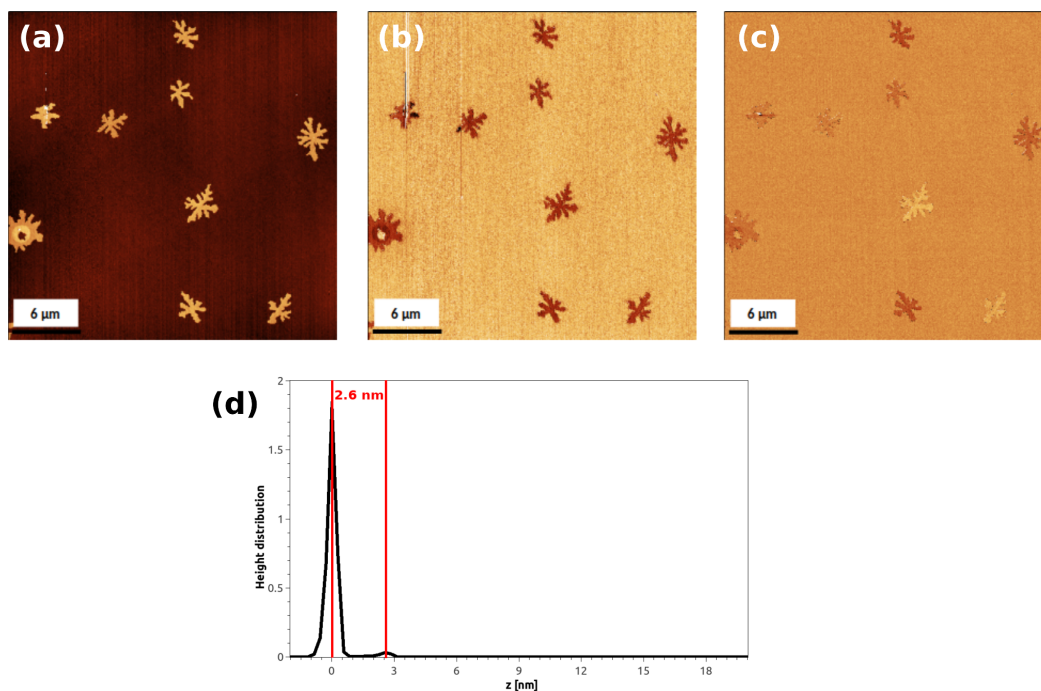 (a) (b) (c)
6 µm 6 µm 6 µm
(d)
2
2.6 nm
1.5
1
0.5
0
Height distribution
0 3 6 9 12 15 18
z [nm]